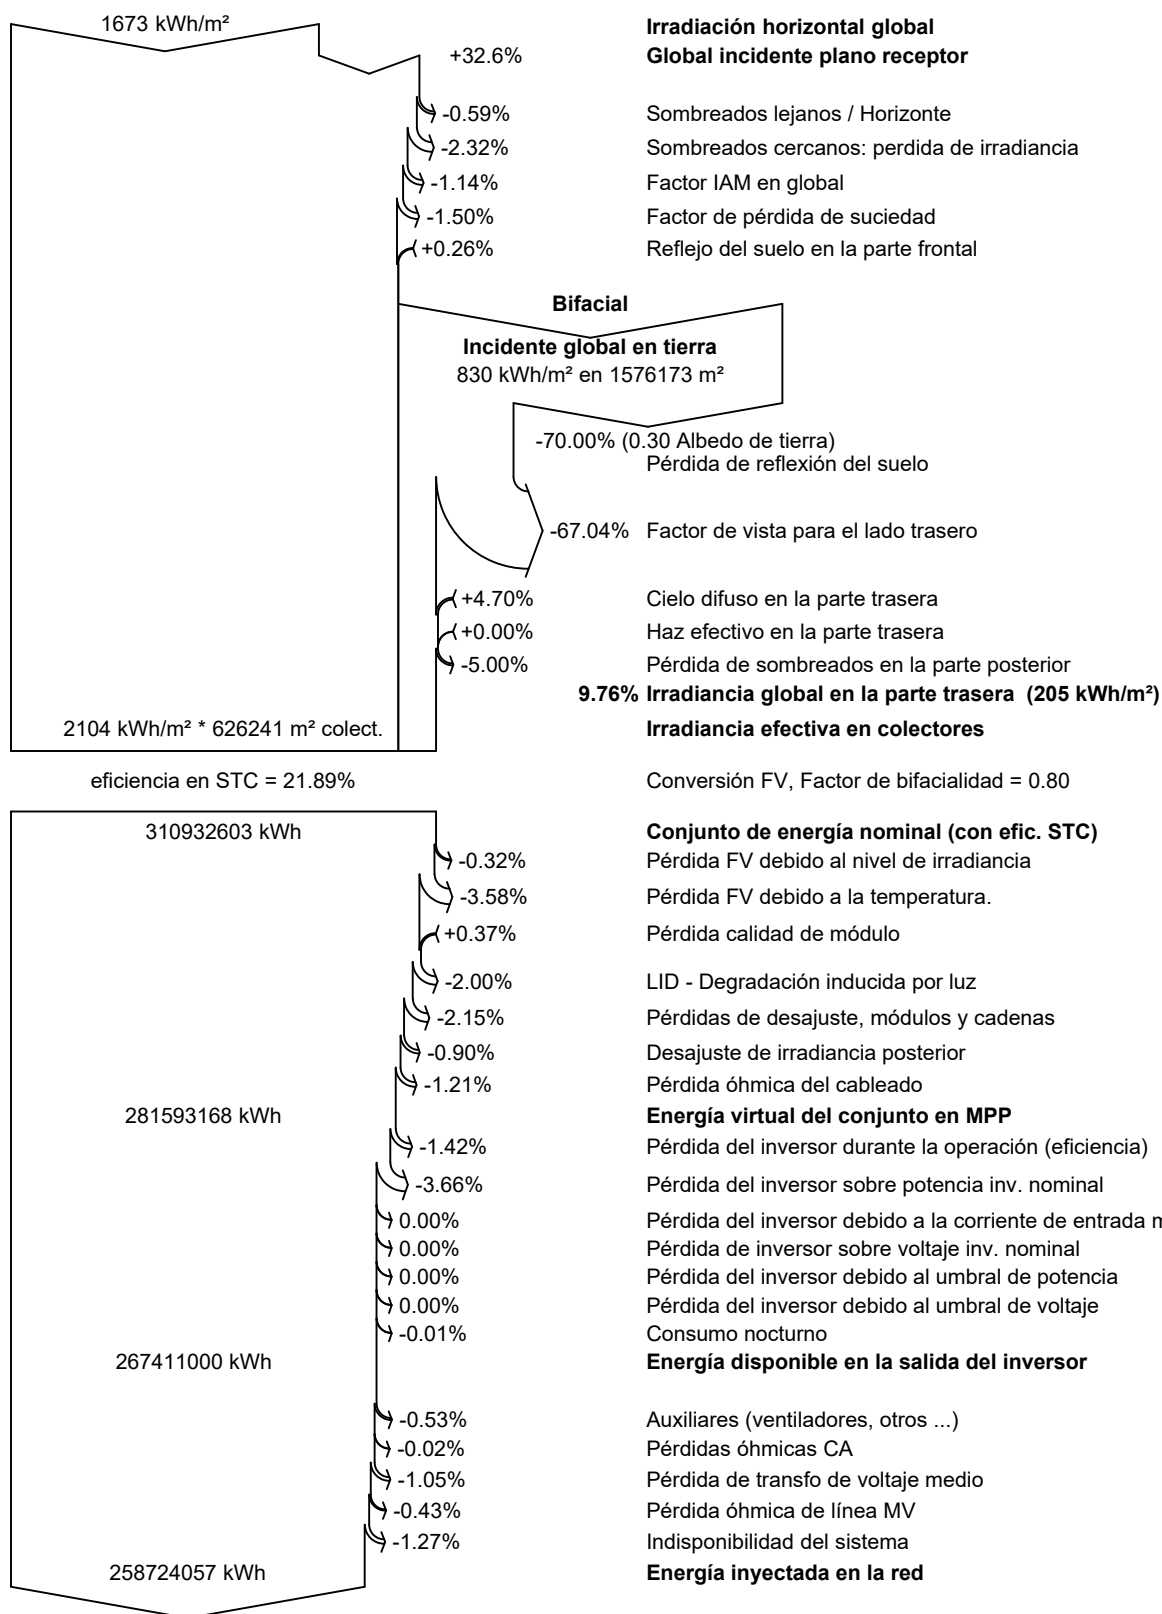 1673 kWh/m² Irradiación horizontal global
+32.6% Global incidente plano receptor
-0.59% Sombreados lejanos / Horizonte
-2.32% Sombreados cercanos: perdida de irradiancia
-1.14% Factor IAM en global
-1.50% Factor de pérdida de suciedad
+0.26% Reflejo del suelo en la parte frontal
Bifacial
Incidente global en tierra
830 kWh/m² en 1576173 m²
-70.00% (0.30 Albedo de tierra)
Pérdida de reflexión del suelo
-67.04% Factor de vista para el lado trasero
+4.70% Cielo difuso en la parte trasera
+0.00% Haz efectivo en la parte trasera
-5.00% Pérdida de sombreados en la parte posterior
9.76% Irradiancia global en la parte trasera (205 kWh/m²)
2104 kWh/m² * 626241 m² colect. Irradiancia efectiva en colectores
eficiencia en STC = 21.89% Conversión FV, Factor de bifacialidad = 0.80
310932603 kWh Conjunto de energía nominal (con efic. STC)
-0.32% Pérdida FV debido al nivel de irradiancia
-3.58% Pérdida FV debido a la temperatura.
+0.37% Pérdida calidad de módulo
-2.00% LID - Degradación inducida por luz
-2.15% Pérdidas de desajuste, módulos y cadenas
-0.90% Desajuste de irradiancia posterior
-1.21% Pérdida óhmica del cableado
281593168 kWh Energía virtual del conjunto en MPP
-1.42% Pérdida del inversor durante la operación (eficiencia)
-3.66% Pérdida del inversor sobre potencia inv. nominal
0.00% Pérdida del inversor debido a la corriente de entrada
0.00% Pérdida de inversor sobre voltaje inv. nominal
0.00% Pérdida del inversor debido al umbral de potencia
0.00% Pérdida del inversor debido al umbral de voltaje
-0.01% Consumo nocturno
267411000 kWh Energía disponible en la salida del inversor
-0.53% Auxiliares (ventiladores, otros ...)
-0.02% Pérdidas óhmicas CA
-1.05% Pérdida de transfo de voltaje medio
-0.43% Pérdida óhmica de línea MV
-1.27% Indisponibilidad del sistema
258724057 kWh Energía inyectada en la red